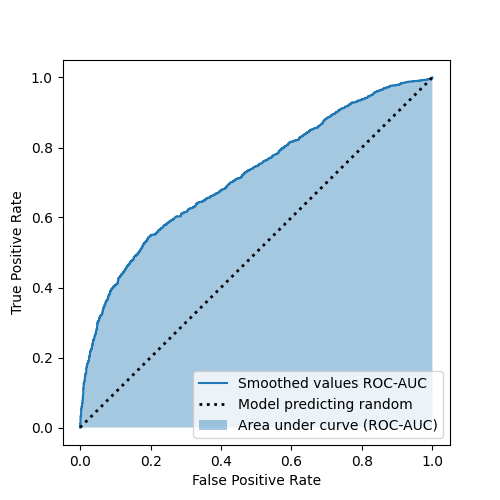 1.0
0.8
0.6
0.4
0.2
0.0
True Positive Rate
Smoothed values ROC-AUC
Model predicting random
Area under curve (ROC-AUC)
0.0 0.2 0.4 0.6 0.8 1.0
False Positive Rate